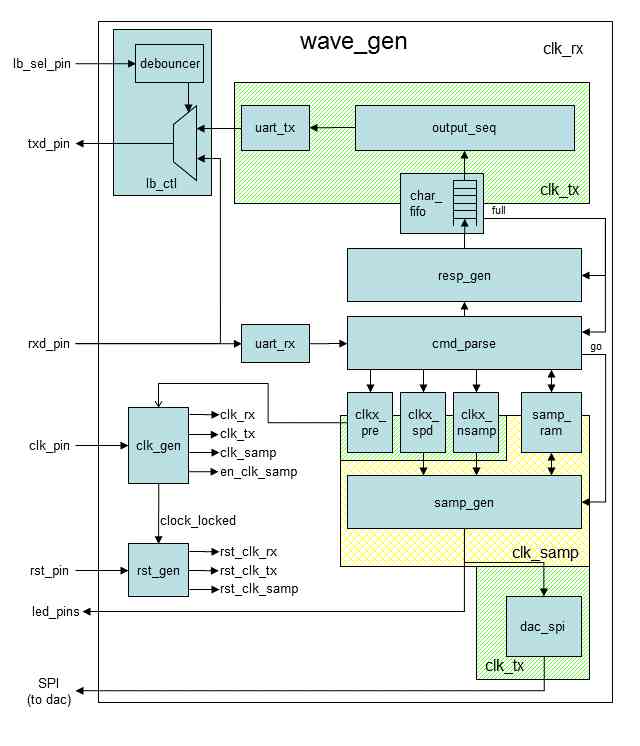 wave_gen
clk_rx
lb_sel_pin
debouncer
txd_pin
lb_ctl
uart_tx
output_seq
clk_tx
char_
fifo
full
resp_gen
rxd_pin
uart_rx
cmd_parse
go
clkx_
pre
clkx_
spd
clkx_
nsamp
samp_
ram
clk_pin
clk_gen
clk_rx
clk_tx
clk_samp
en_clk_samp
samp_gen
clock_locked
clk_samp
rst_pin
rst_gen
rst_clk_rx
rst_clk_tx
rst_clk_samp
led_pins
dac_spi
clk_tx
SPI
(to dac)